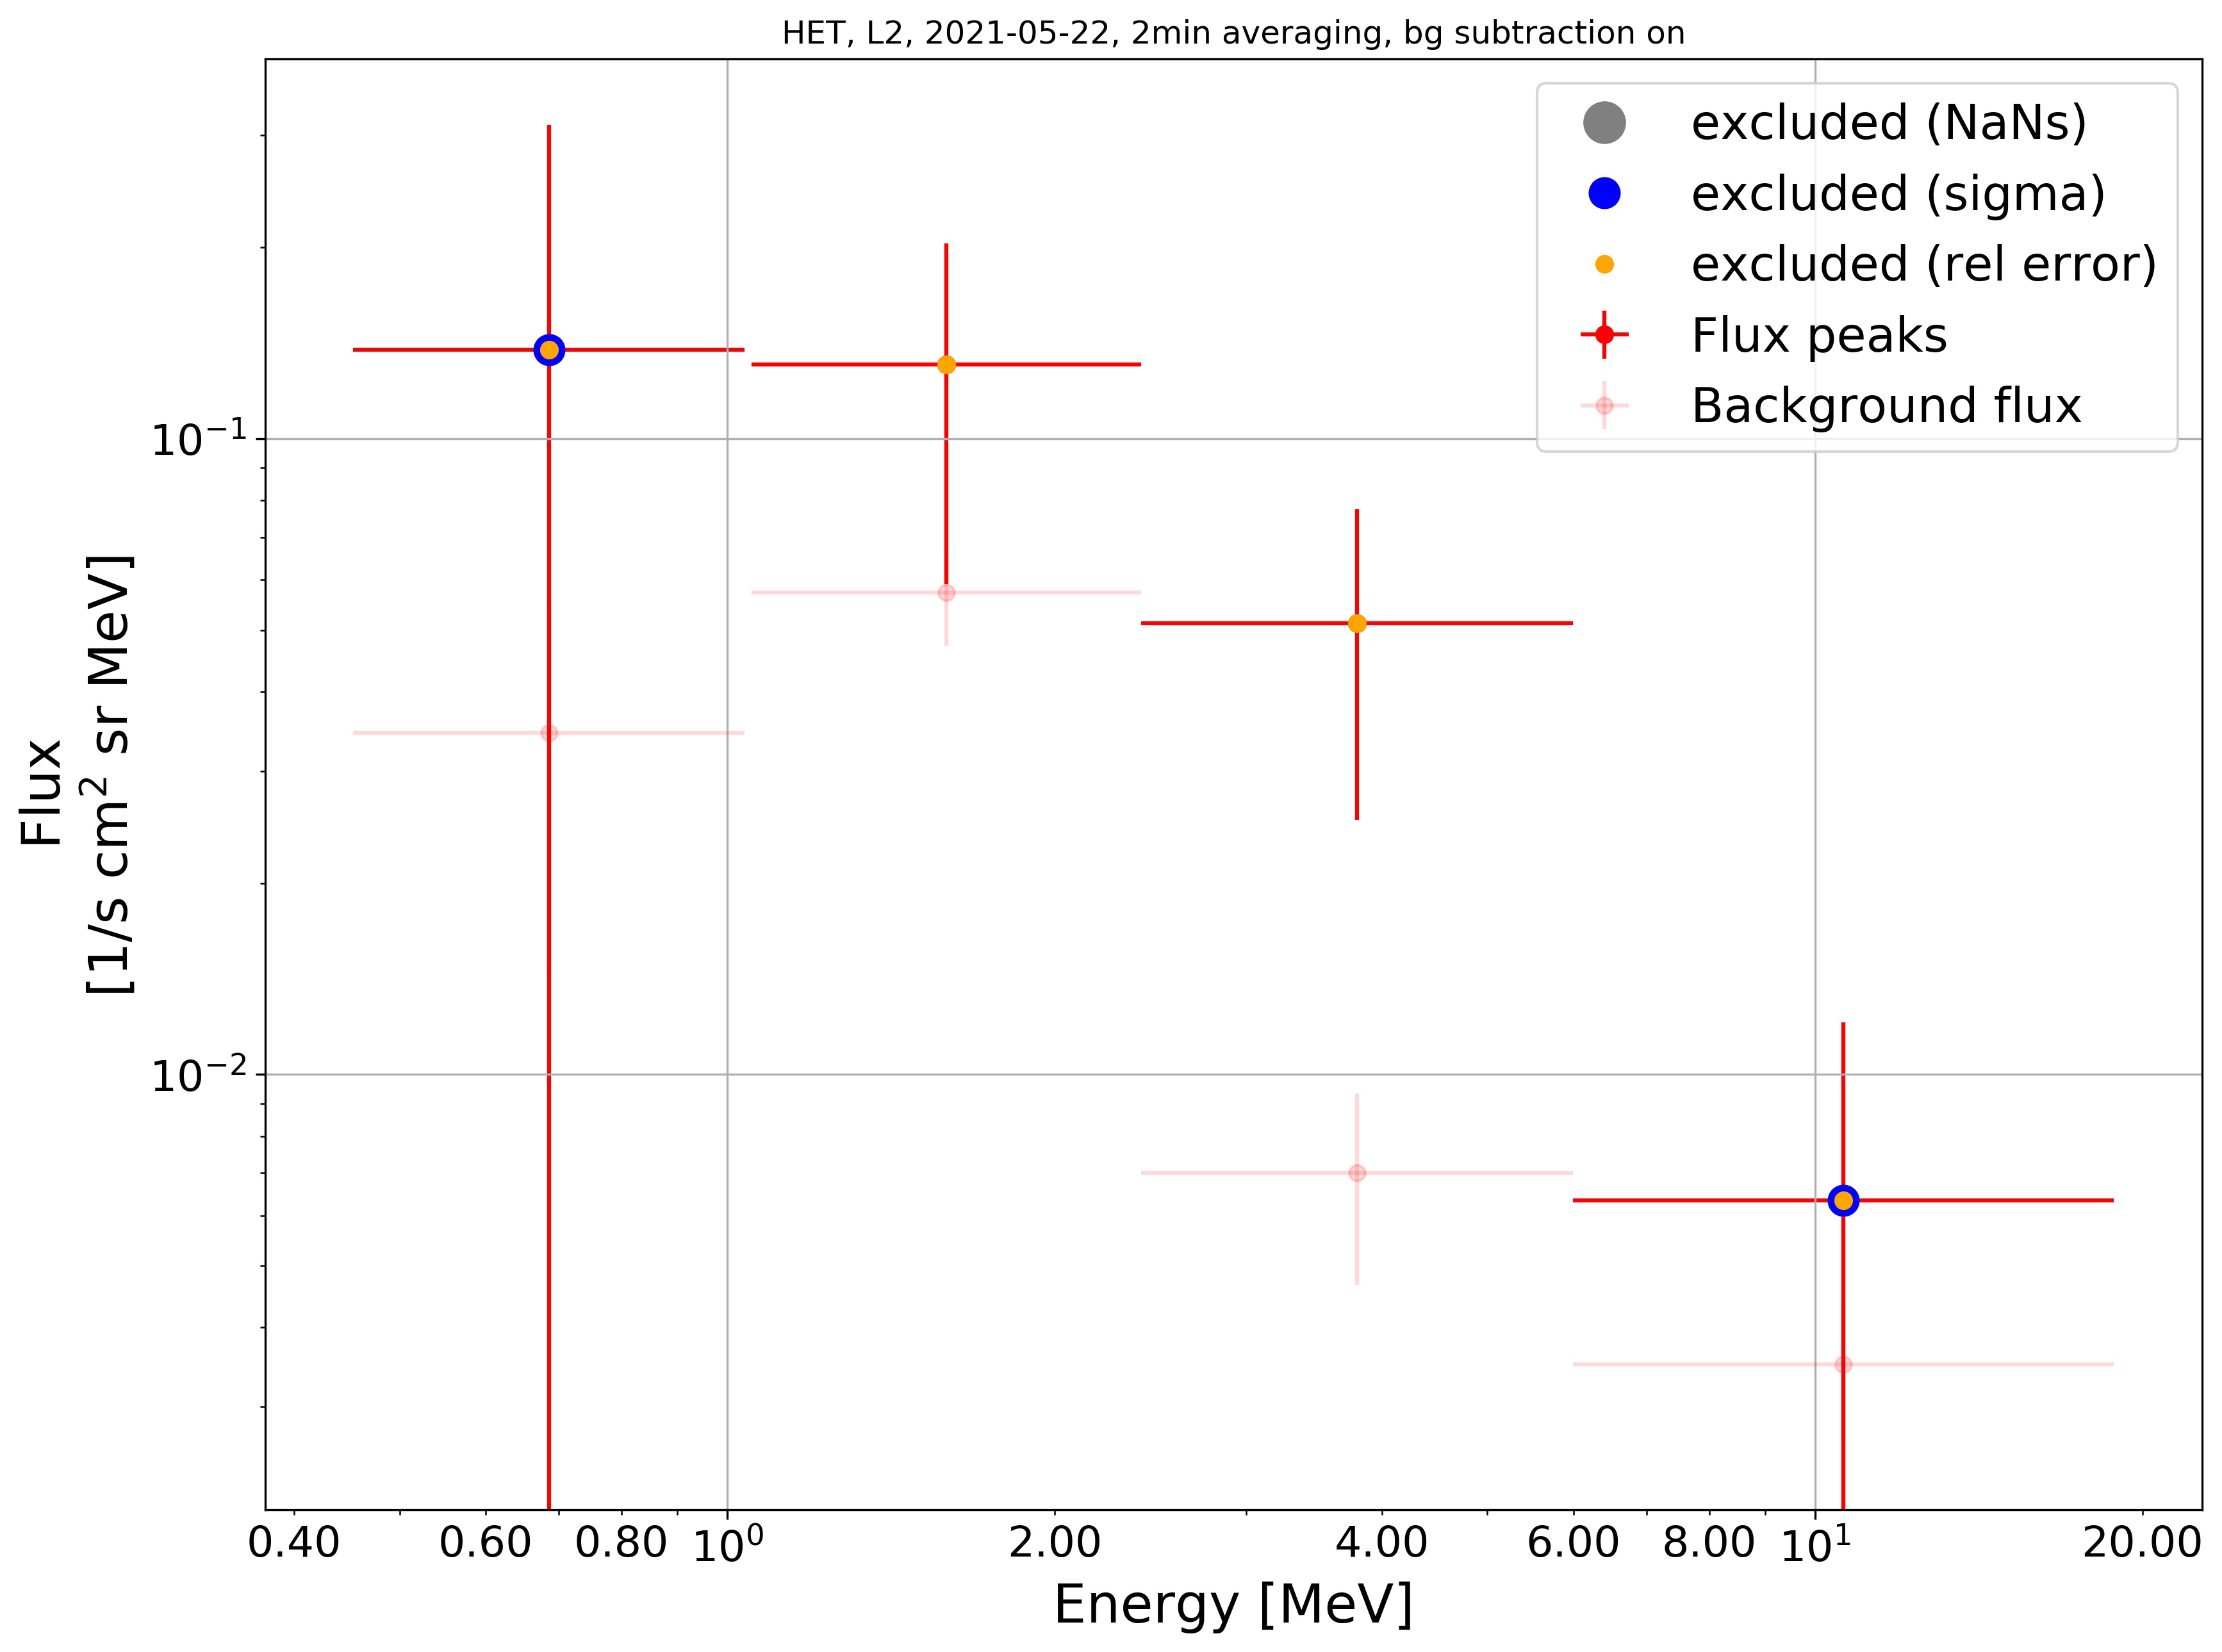 HET, L2, 2021-05-22, 2min averaging, bg subtraction on
excluded (NaNs)
excluded (sigma)
excluded (rel error)
Flux peaks
Background flux
Flux
[1/s cm² sr MeV]
10⁻¹
10⁻²
0.40 0.60 0.80 10⁰ 2.00 4.00 6.00 8.00 10¹ 20.00
Energy [MeV]